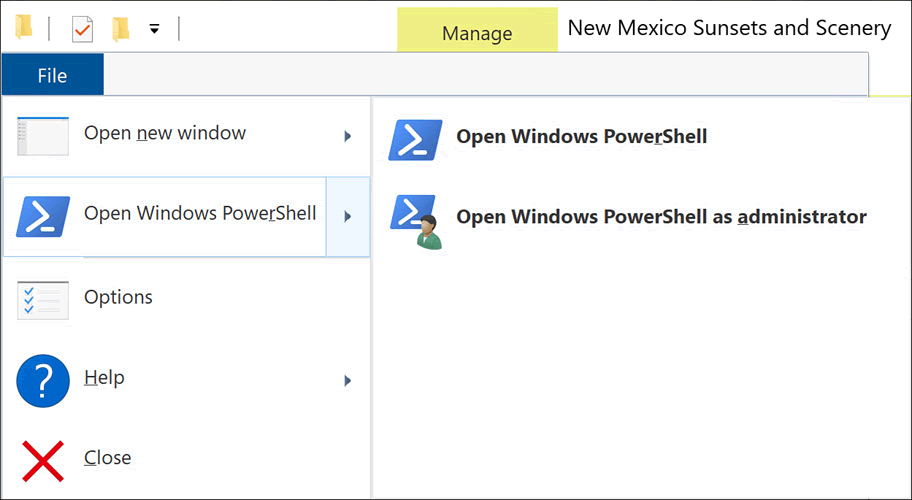 Manage
New Mexico Sunsets and Scenery
File
Open new window
Open Windows PowerShell
Options
Help
Close
Open Windows PowerShell
Open Windows PowerShell as administrator